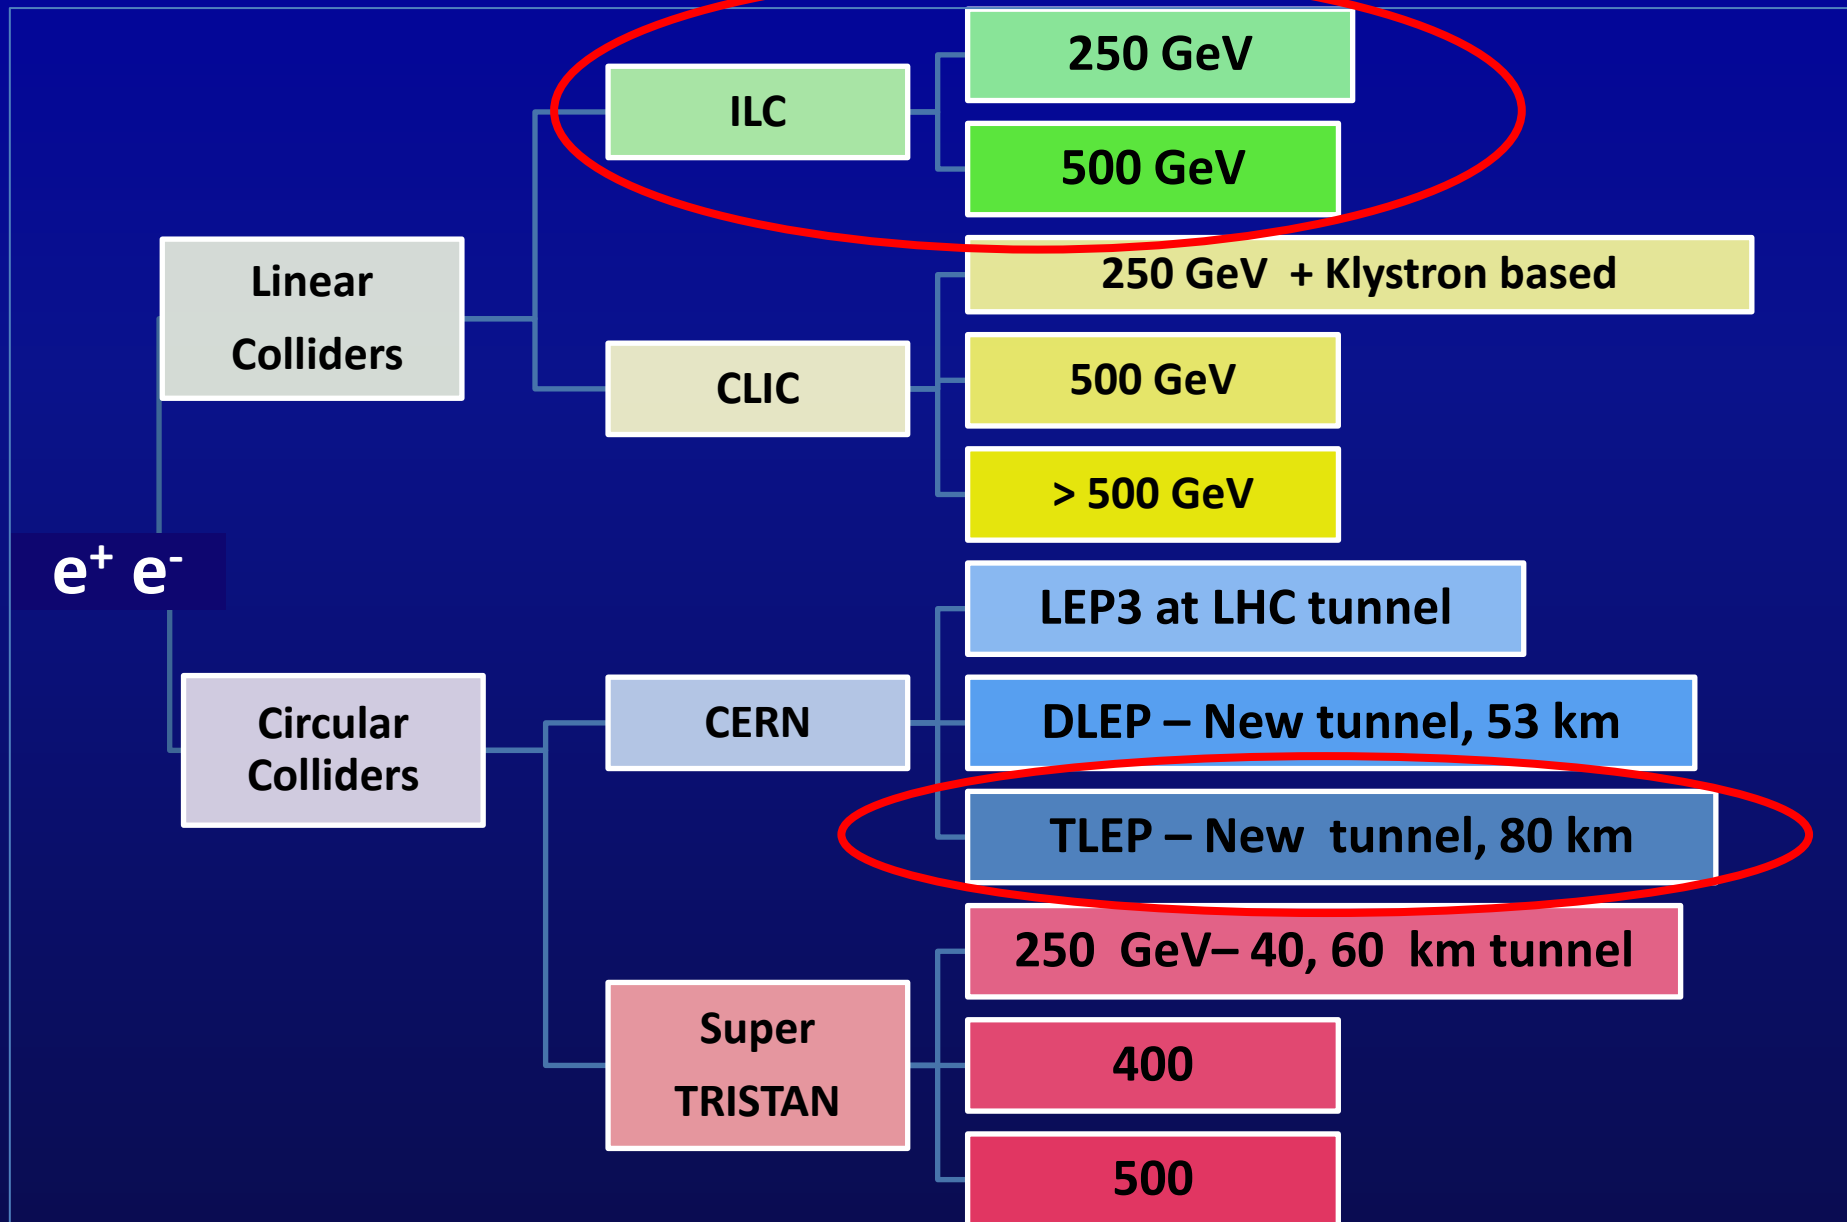 250 GeV
ILC
500 GeV
Linear
Colliders
250 GeV + Klystron based
CLIC
500 GeV
> 500 GeV
e⁺ e⁻
LEP3 at LHC tunnel
Circular
Colliders
CERN
DLEP – New tunnel, 53 km
TLEP – New tunnel, 80 km
250 GeV– 40, 60 km tunnel
Super
TRISTAN
400
500